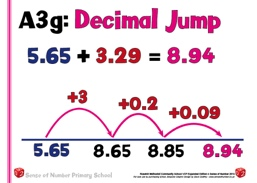 A3g: Decimal Jump
5.65 + 3.29 = 8.94
+3
+0.2
+0.09
5.65 8.65 8.85 8.94
Sense of Number Primary School